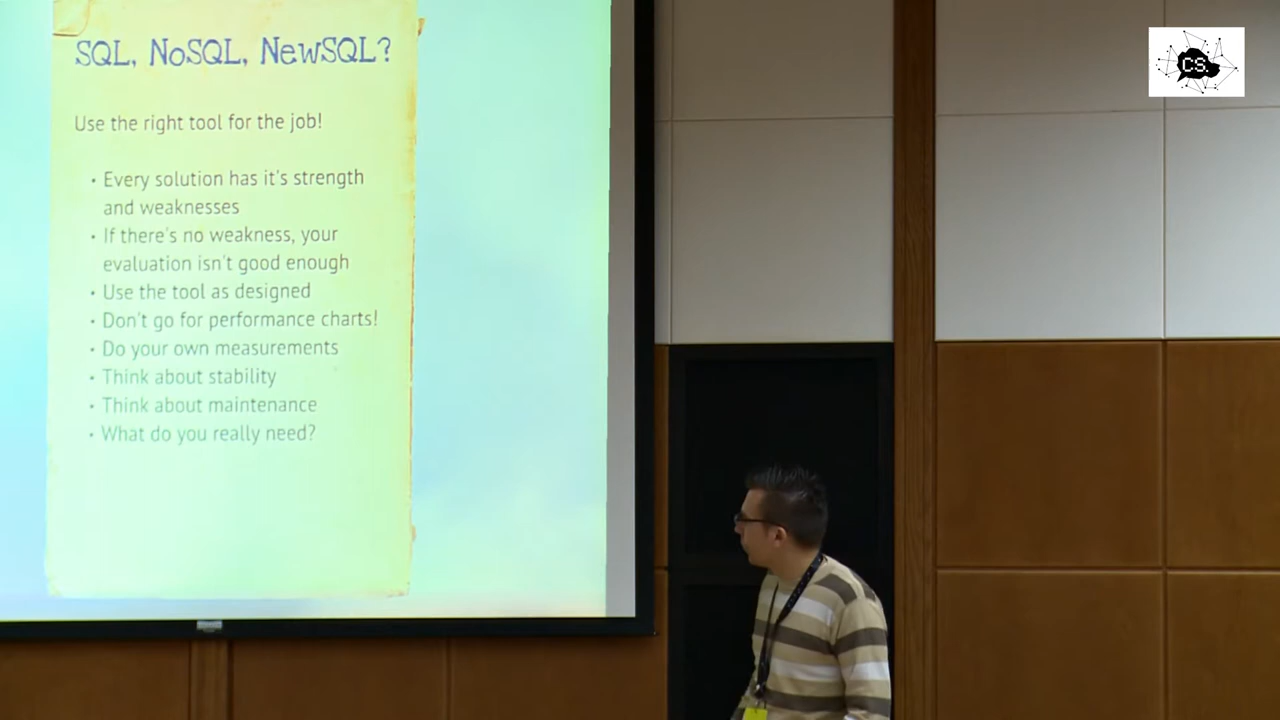 SQL, NoSQL, NewSQL?
Use the right tool for the job!
• Every solution has it's strength
and weaknesses
• If there's no weakness, your
evaluation isn't good enough
• Use the tool as designed
• Don't go for performance charts!
• Do your own measurements
• Think about stability
• Think about maintenance
• What do you really need?
CS.